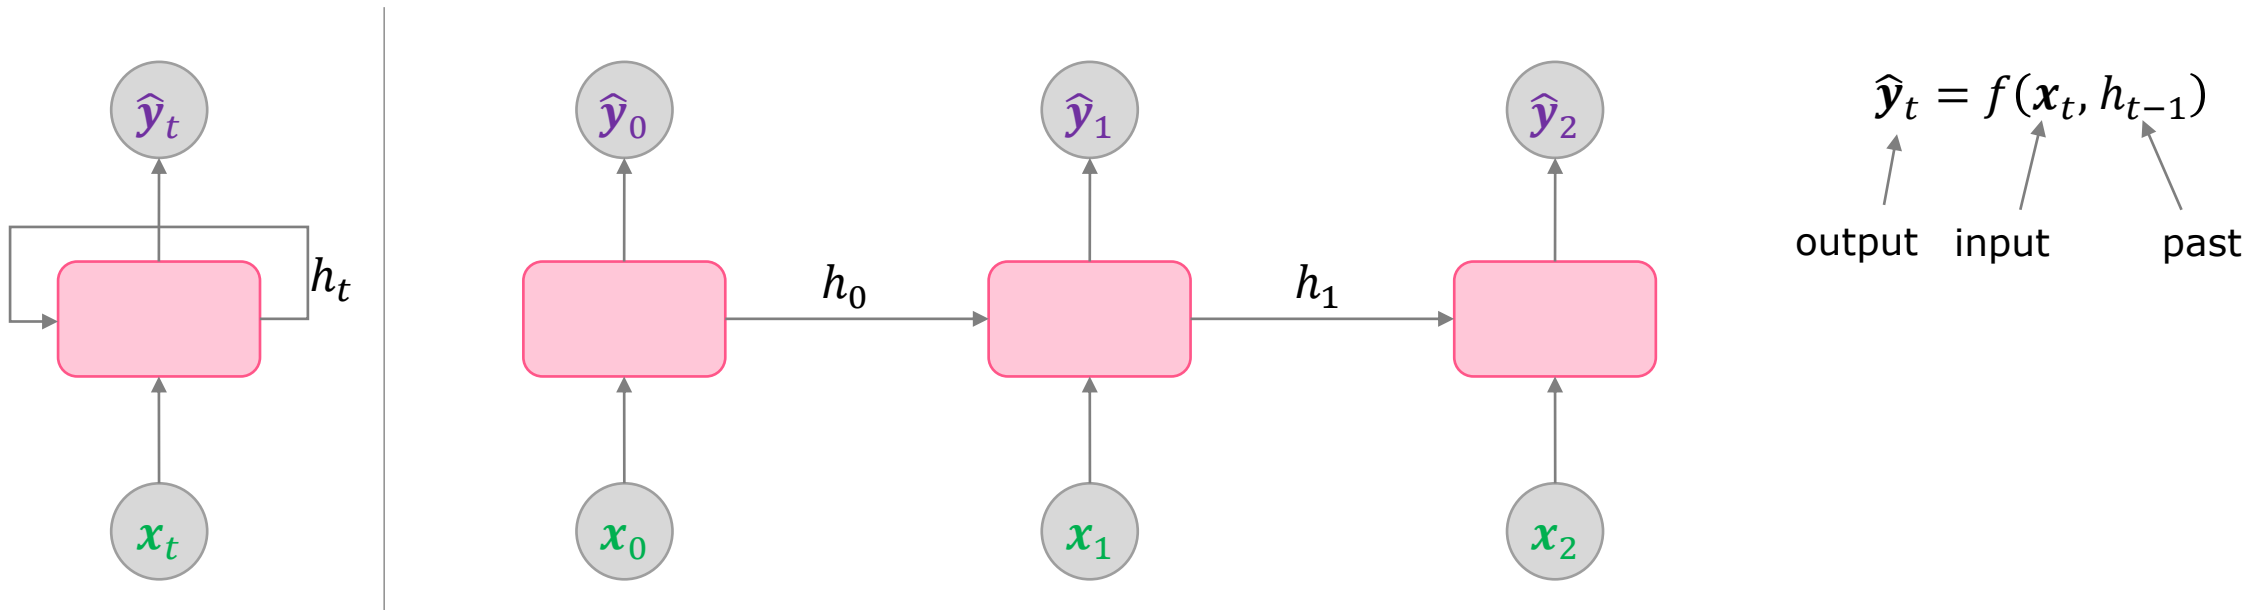 ŷₜ
hₜ
xₜ
ŷ₀
ŷ₁
ŷ₂
h₀
h₁
x₀
x₁
x₂
ŷₜ = f(xₜ, hₜ₋₁)
output input past